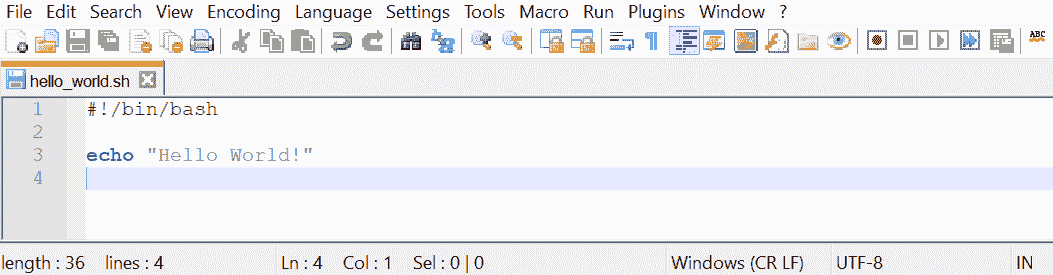 File Edit Search View Encoding Language Settings Tools Macro Run Plugins Window ?
ABC
hello_world.sh
1 #!/bin/bash
2
3 echo "Hello World!"
4
length : 36 lines : 4 Ln : 4 Col : 1 Sel : 0 | 0 Windows (CR LF) UTF-8 IN